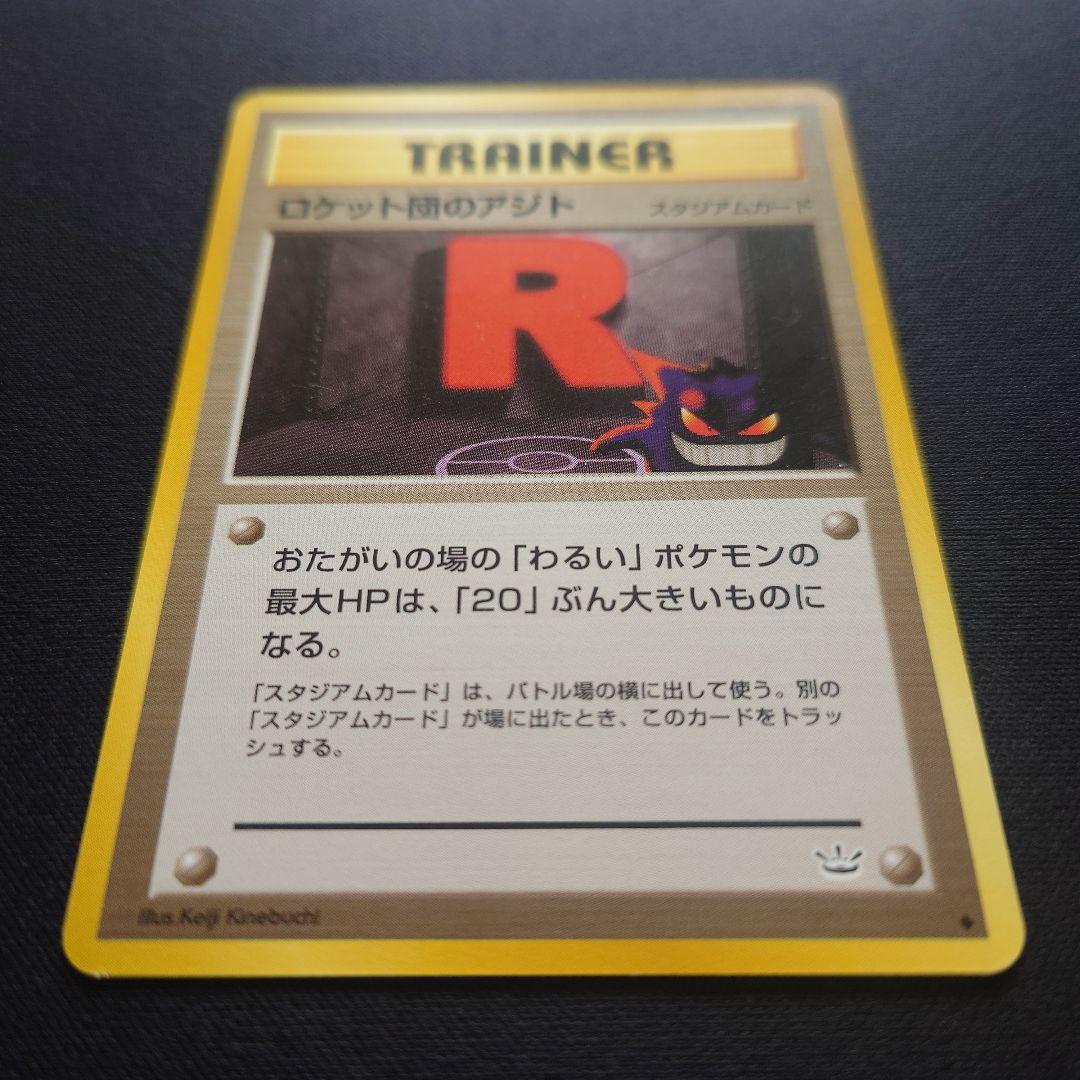 TRAINER
ロケット団のアジト
スタジアムカード
R
おたがいの場の「わるい」ポケモンの
最大HPは、「20」ぶん大きいものに
なる。
「スタジアムカード」は、バトル場の横に出して使う。別の
「スタジアムカード」が場に出たとき、このカードをトラッ
シュする。
Illus.Keiji Kinebuchi